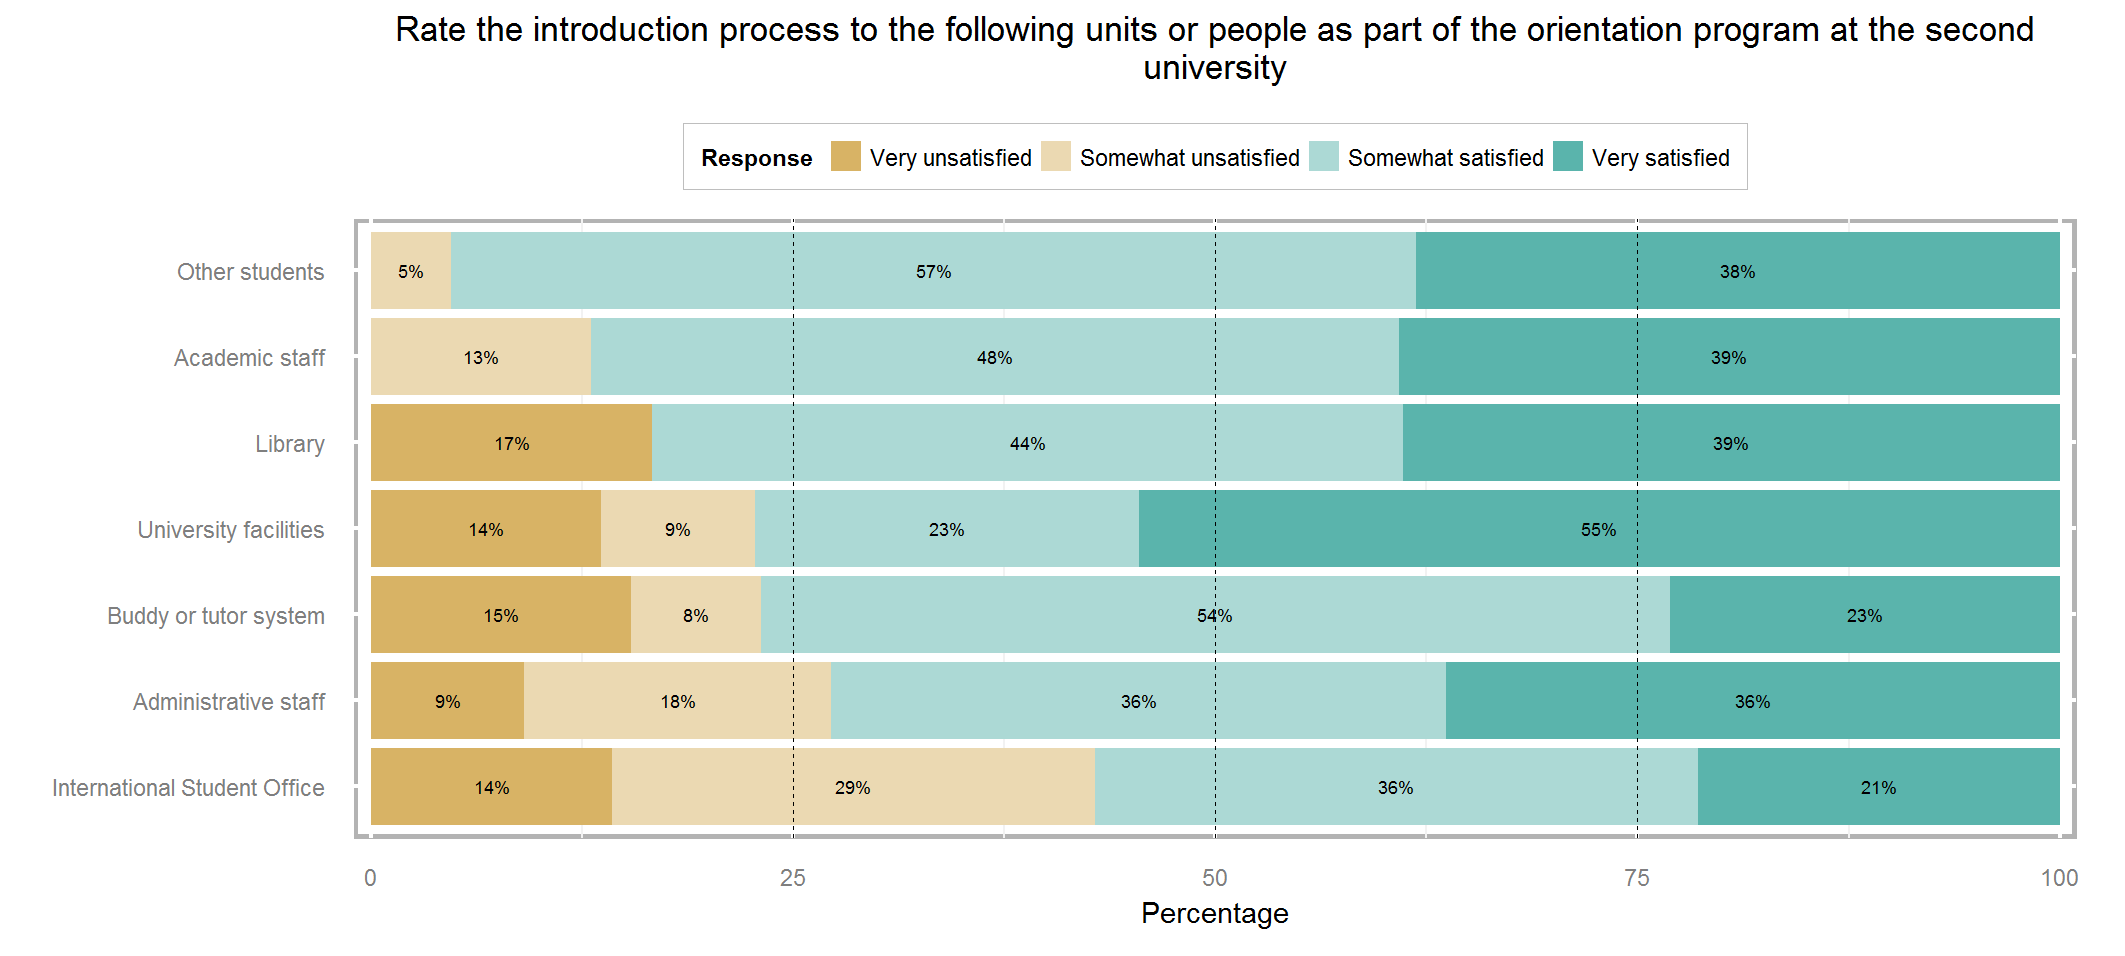 Rate the introduction process to the following units or people as part of the orientation program at the second
university
Response Very unsatisfied Somewhat unsatisfied Somewhat satisfied Very satisfied
Other students 5% 57% 38%
Academic staff 13% 48% 39%
Library 17% 44% 39%
University facilities 14% 9% 23% 55%
Buddy or tutor system 15% 8% 54% 23%
Administrative staff 9% 18% 36% 36%
International Student Office 14% 29% 36% 21%
0 25 50 75 100
Percentage